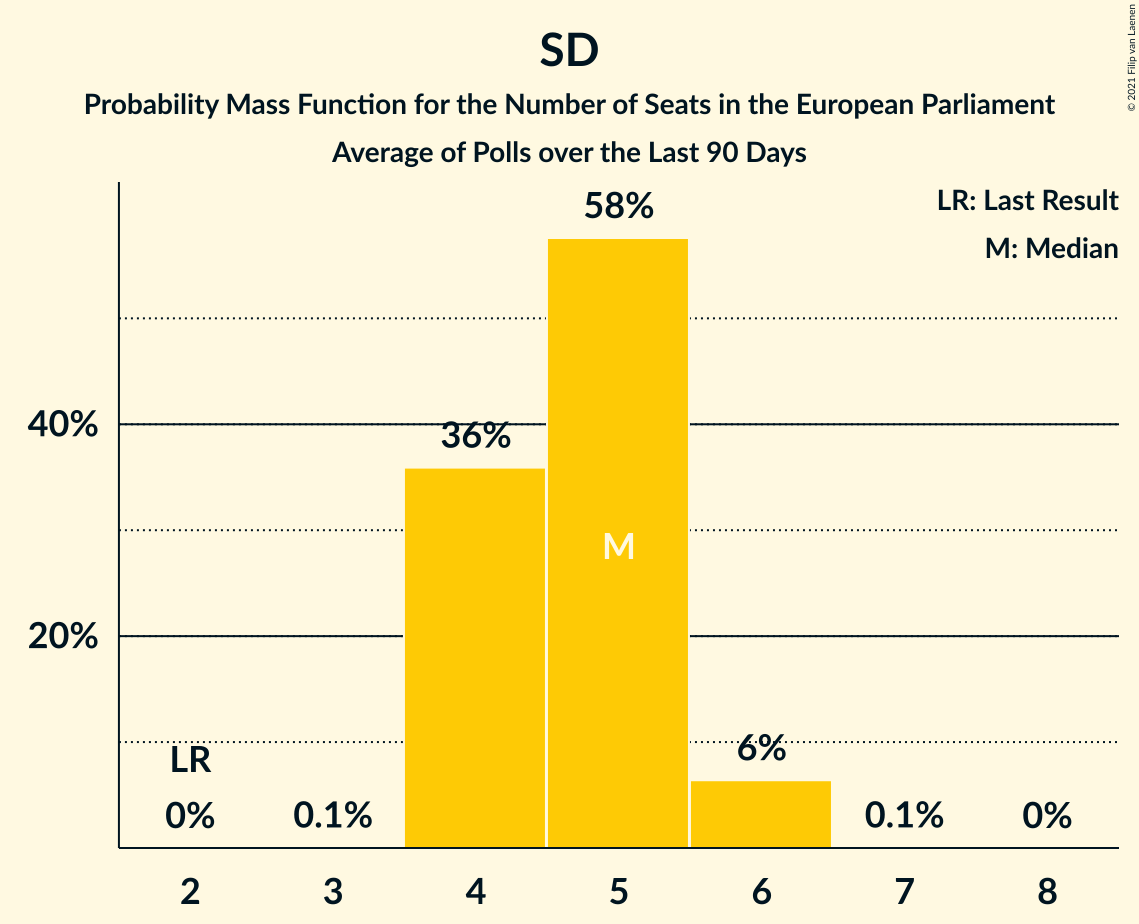 SD
Probability Mass Function for the Number of Seats in the European Parliament
Average of Polls over the Last 90 Days
© 2021 Filip van Laenen
LR: Last Result
M: Median
58%
40%
36%
M
20%
LR
6%
0%
0.1%
0.1%
0%
2 3 4 5 6 7 8